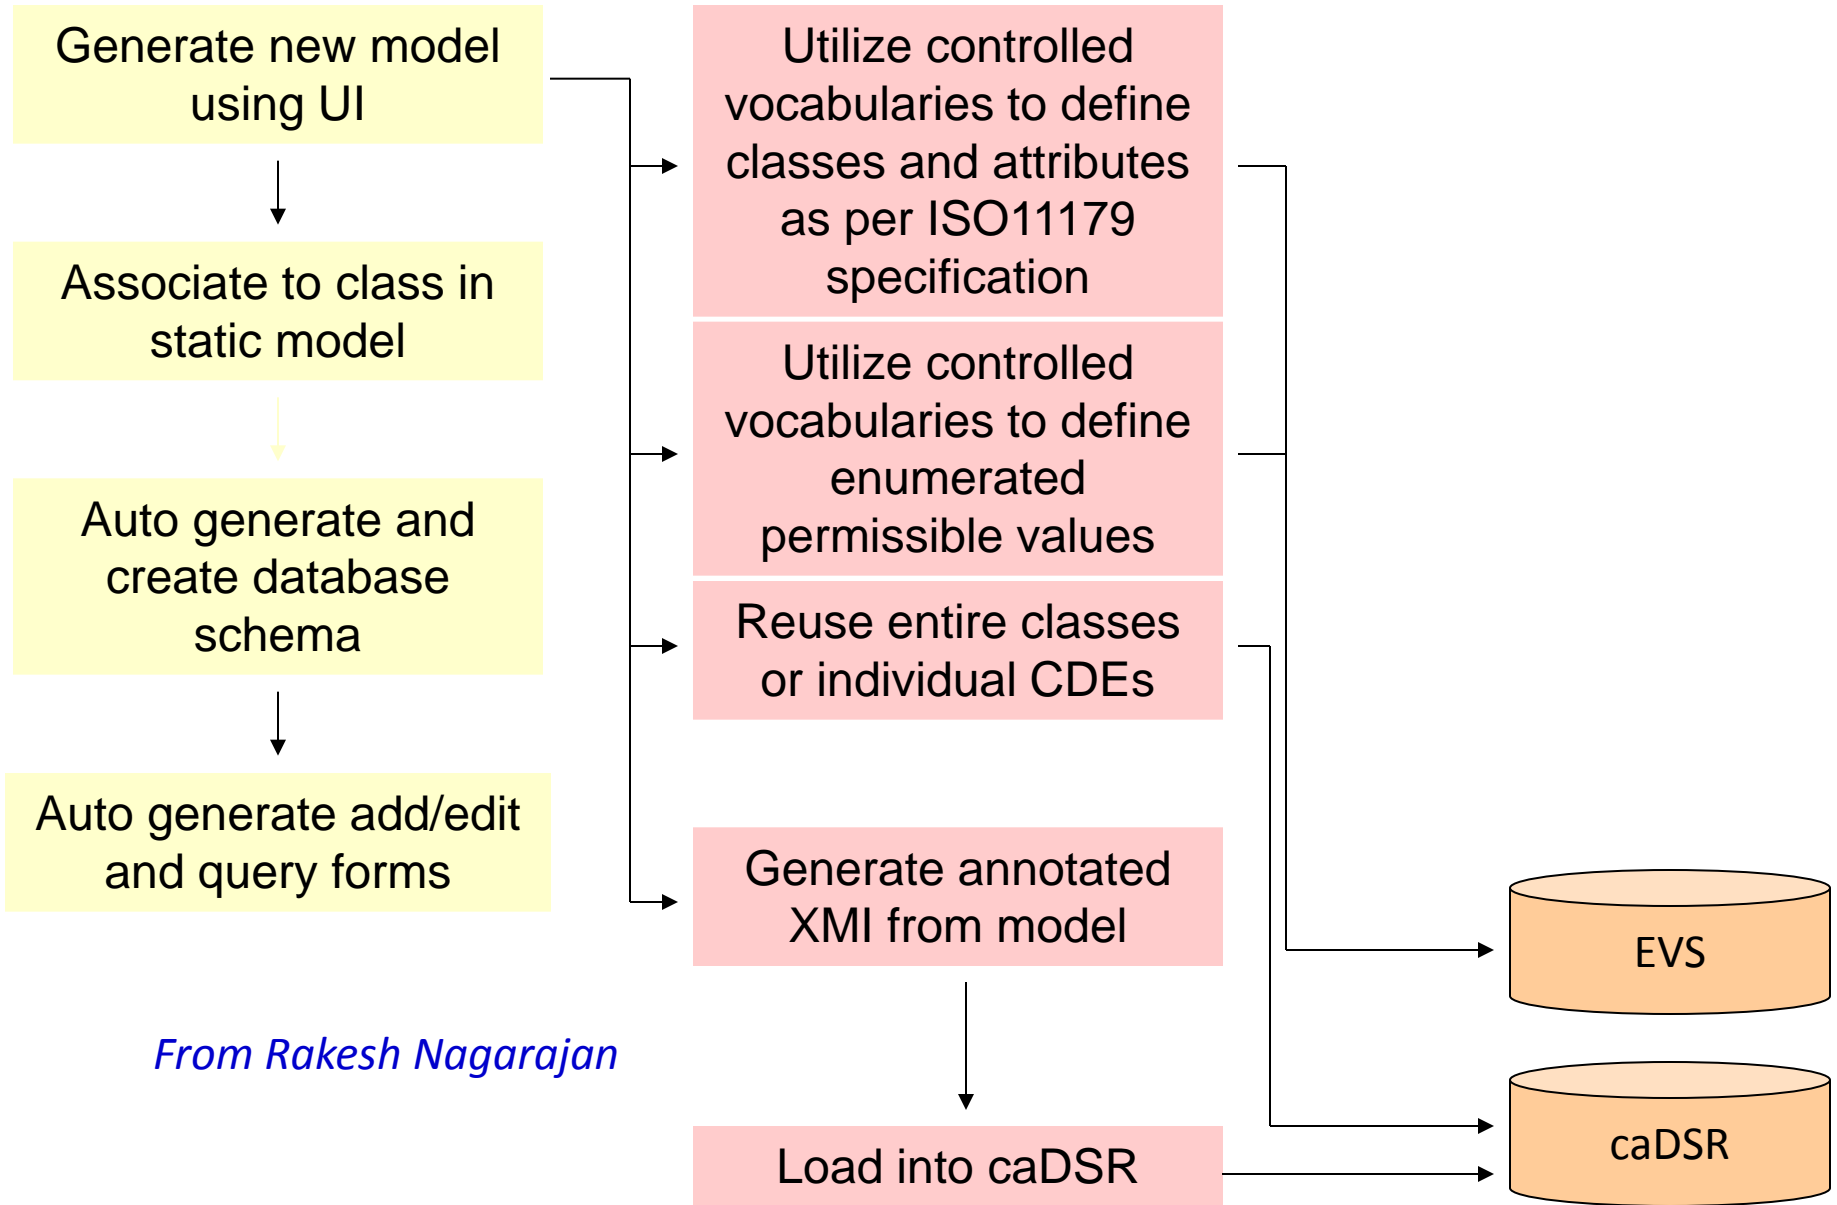 Generate new model
using UI
Associate to class in
static model
Auto generate and
create database
schema
Auto generate add/edit
and query forms
Utilize controlled
vocabularies to define
classes and attributes
as per ISO11179
specification
Utilize controlled
vocabularies to define
enumerated
permissible values
Reuse entire classes
or individual CDEs
Generate annotated
XMI from model
Load into caDSR
EVS
caDSR
From Rakesh Nagarajan